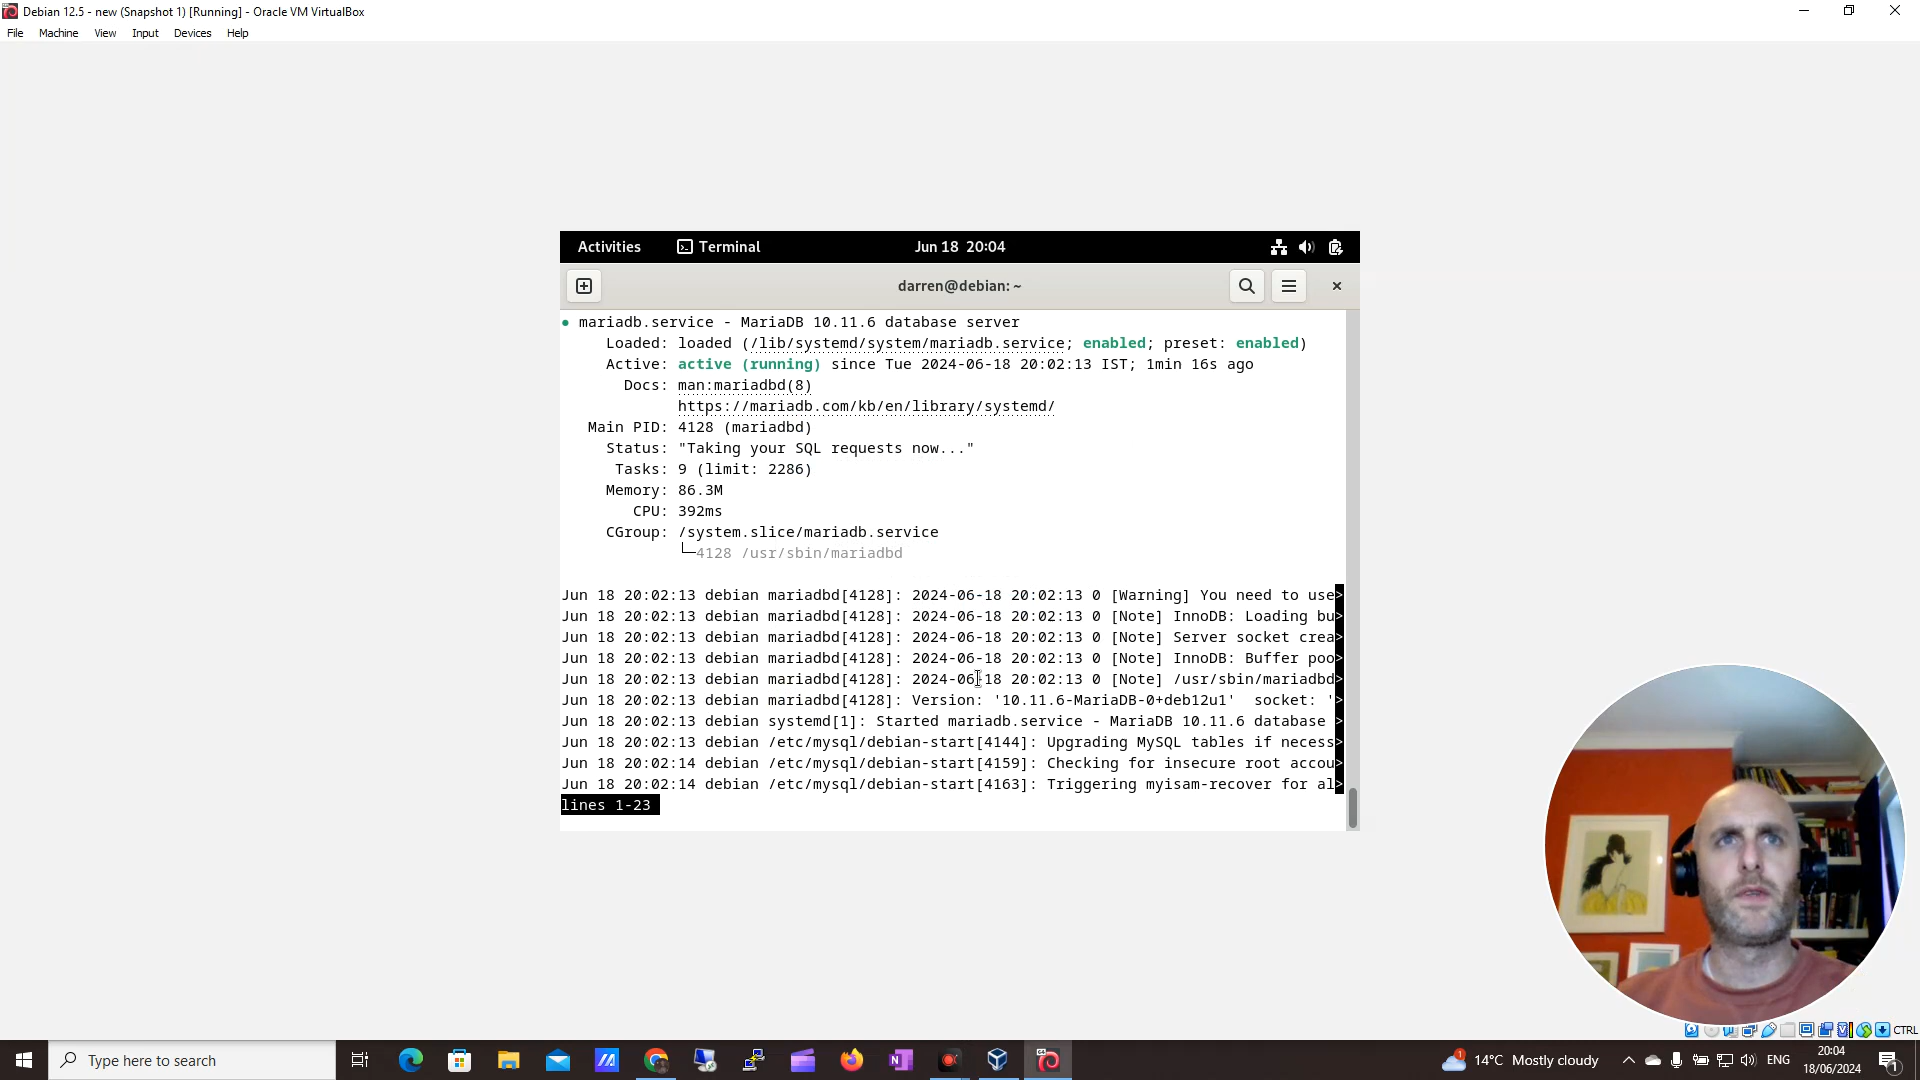 Debian 12.5 - new (Snapshot 1) [Running] - Oracle VM VirtualBox
File Machine View Input Devices Help
Activities Terminal Jun 18 20:04
darren@debian: ~
● mariadb.service - MariaDB 10.11.6 database server
Loaded: loaded (/lib/systemd/system/mariadb.service; enabled; preset: enabled)
Active: active (running) since Tue 2024-06-18 20:02:13 IST; 1min 16s ago
Docs: man:mariadbd(8)
https://mariadb.com/kb/en/library/systemd/
Main PID: 4128 (mariadbd)
Status: "Taking your SQL requests now..."
Tasks: 9 (limit: 2286)
Memory: 86.3M
CPU: 392ms
CGroup: /system.slice/mariadb.service
└─4128 /usr/sbin/mariadbd
Jun 18 20:02:13 debian mariadbd[4128]: 2024-06-18 20:02:13 0 [Warning] You need to use>
Jun 18 20:02:13 debian mariadbd[4128]: 2024-06-18 20:02:13 0 [Note] InnoDB: Loading bu>
Jun 18 20:02:13 debian mariadbd[4128]: 2024-06-18 20:02:13 0 [Note] Server socket crea>
Jun 18 20:02:13 debian mariadbd[4128]: 2024-06-18 20:02:13 0 [Note] InnoDB: Buffer poo>
Jun 18 20:02:13 debian mariadbd[4128]: 2024-06-18 20:02:13 0 [Note] /usr/sbin/mariadbd>
Jun 18 20:02:13 debian mariadbd[4128]: Version: '10.11.6-MariaDB-0+deb12u1'  socket: '>
Jun 18 20:02:13 debian systemd[1]: Started mariadb.service - MariaDB 10.11.6 database >
Jun 18 20:02:13 debian /etc/mysql/debian-start[4144]: Upgrading MySQL tables if necess>
Jun 18 20:02:14 debian /etc/mysql/debian-start[4159]: Checking for insecure root accou>
Jun 18 20:02:14 debian /etc/mysql/debian-start[4163]: Triggering myisam-recover for al>
lines 1-23
CTRL
Type here to search
1 14°C Mostly cloudy ENG 20:04
18/06/2024 1